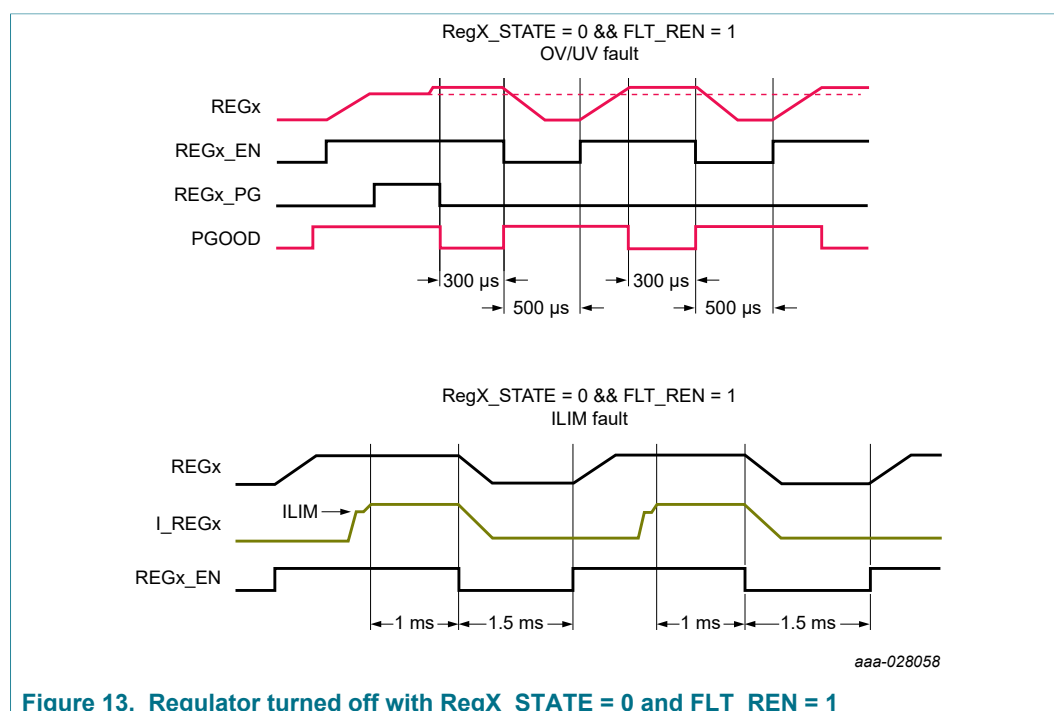 RegX_STATE = 0 && FLT_REN = 1
OV/UV fault
REGx
REGx_EN
REGx_PG
PGOOD
300 µs
300 µs
500 µs
500 µs
RegX_STATE = 0 && FLT_REN = 1
ILIM fault
REGx
ILIM
I_REGx
REGx_EN
1 ms
1.5 ms
1 ms
1.5 ms
aaa-028058
Figure 13. Regulator turned off with RegX_STATE = 0 and FLT_REN = 1